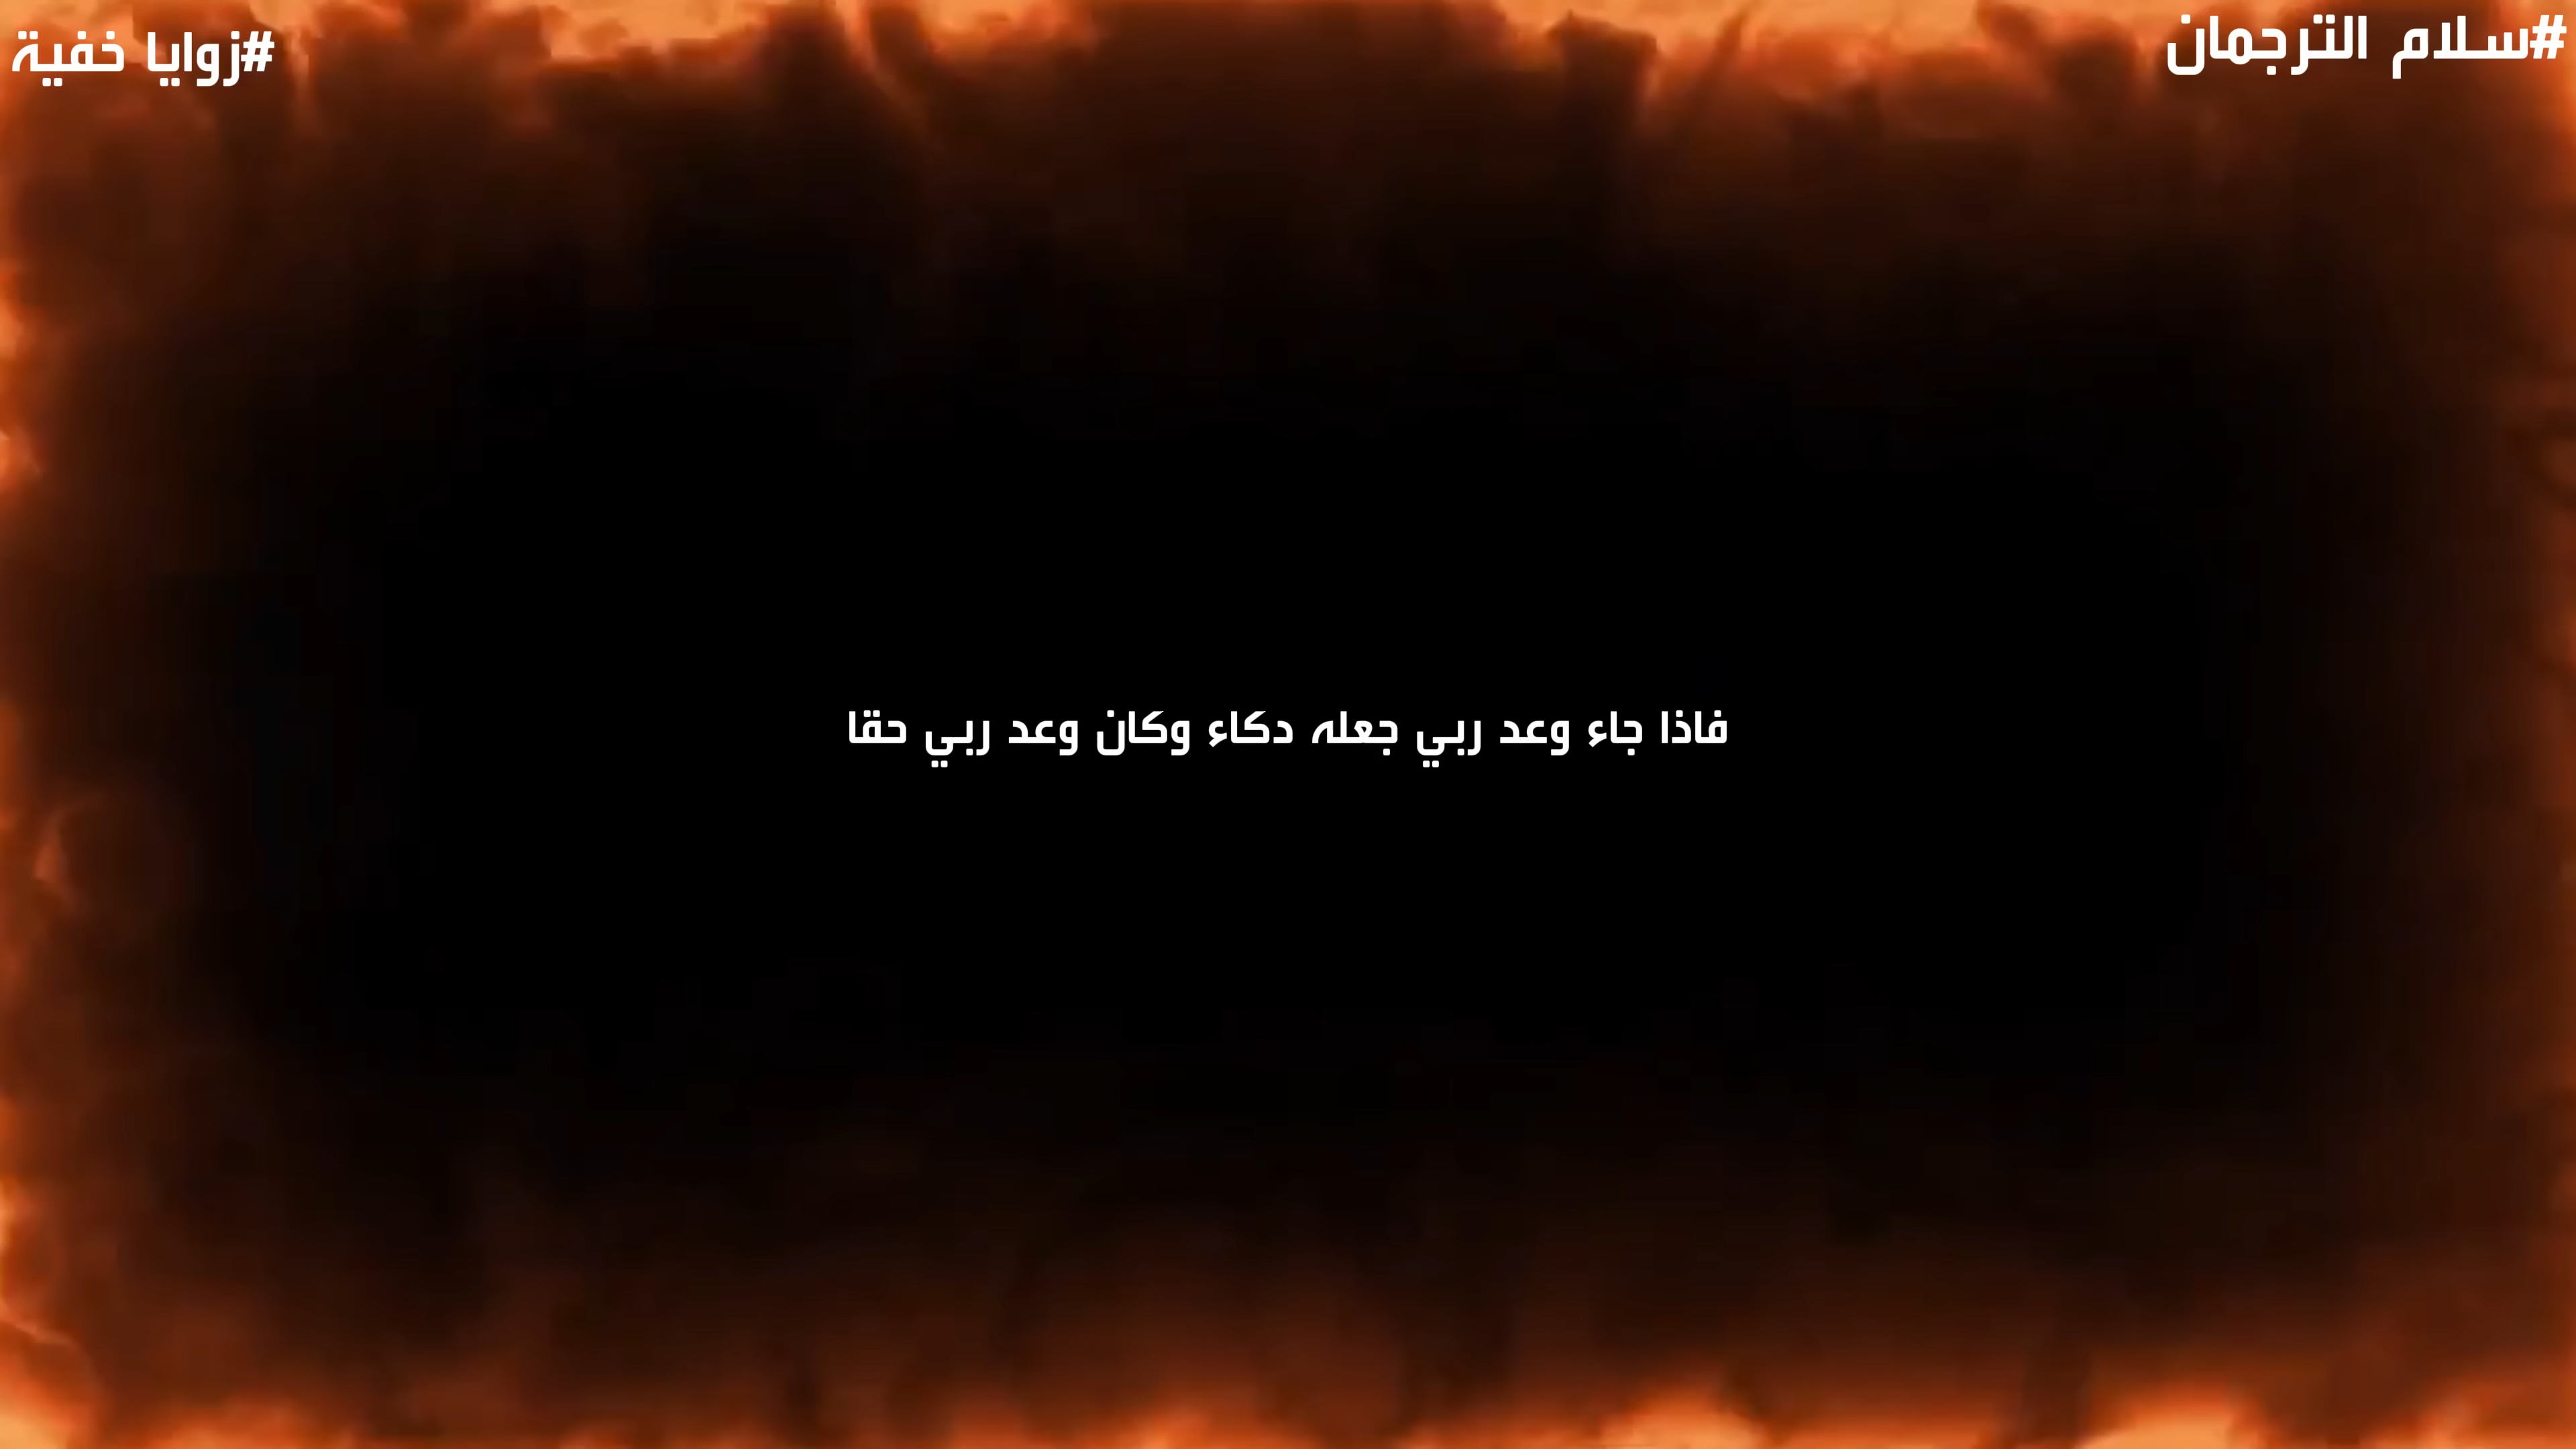 #سلام الترجمان
#زوايا خفية
فاذا جاء وعد ربي جعله دكاء وكان وعد ربي حقا